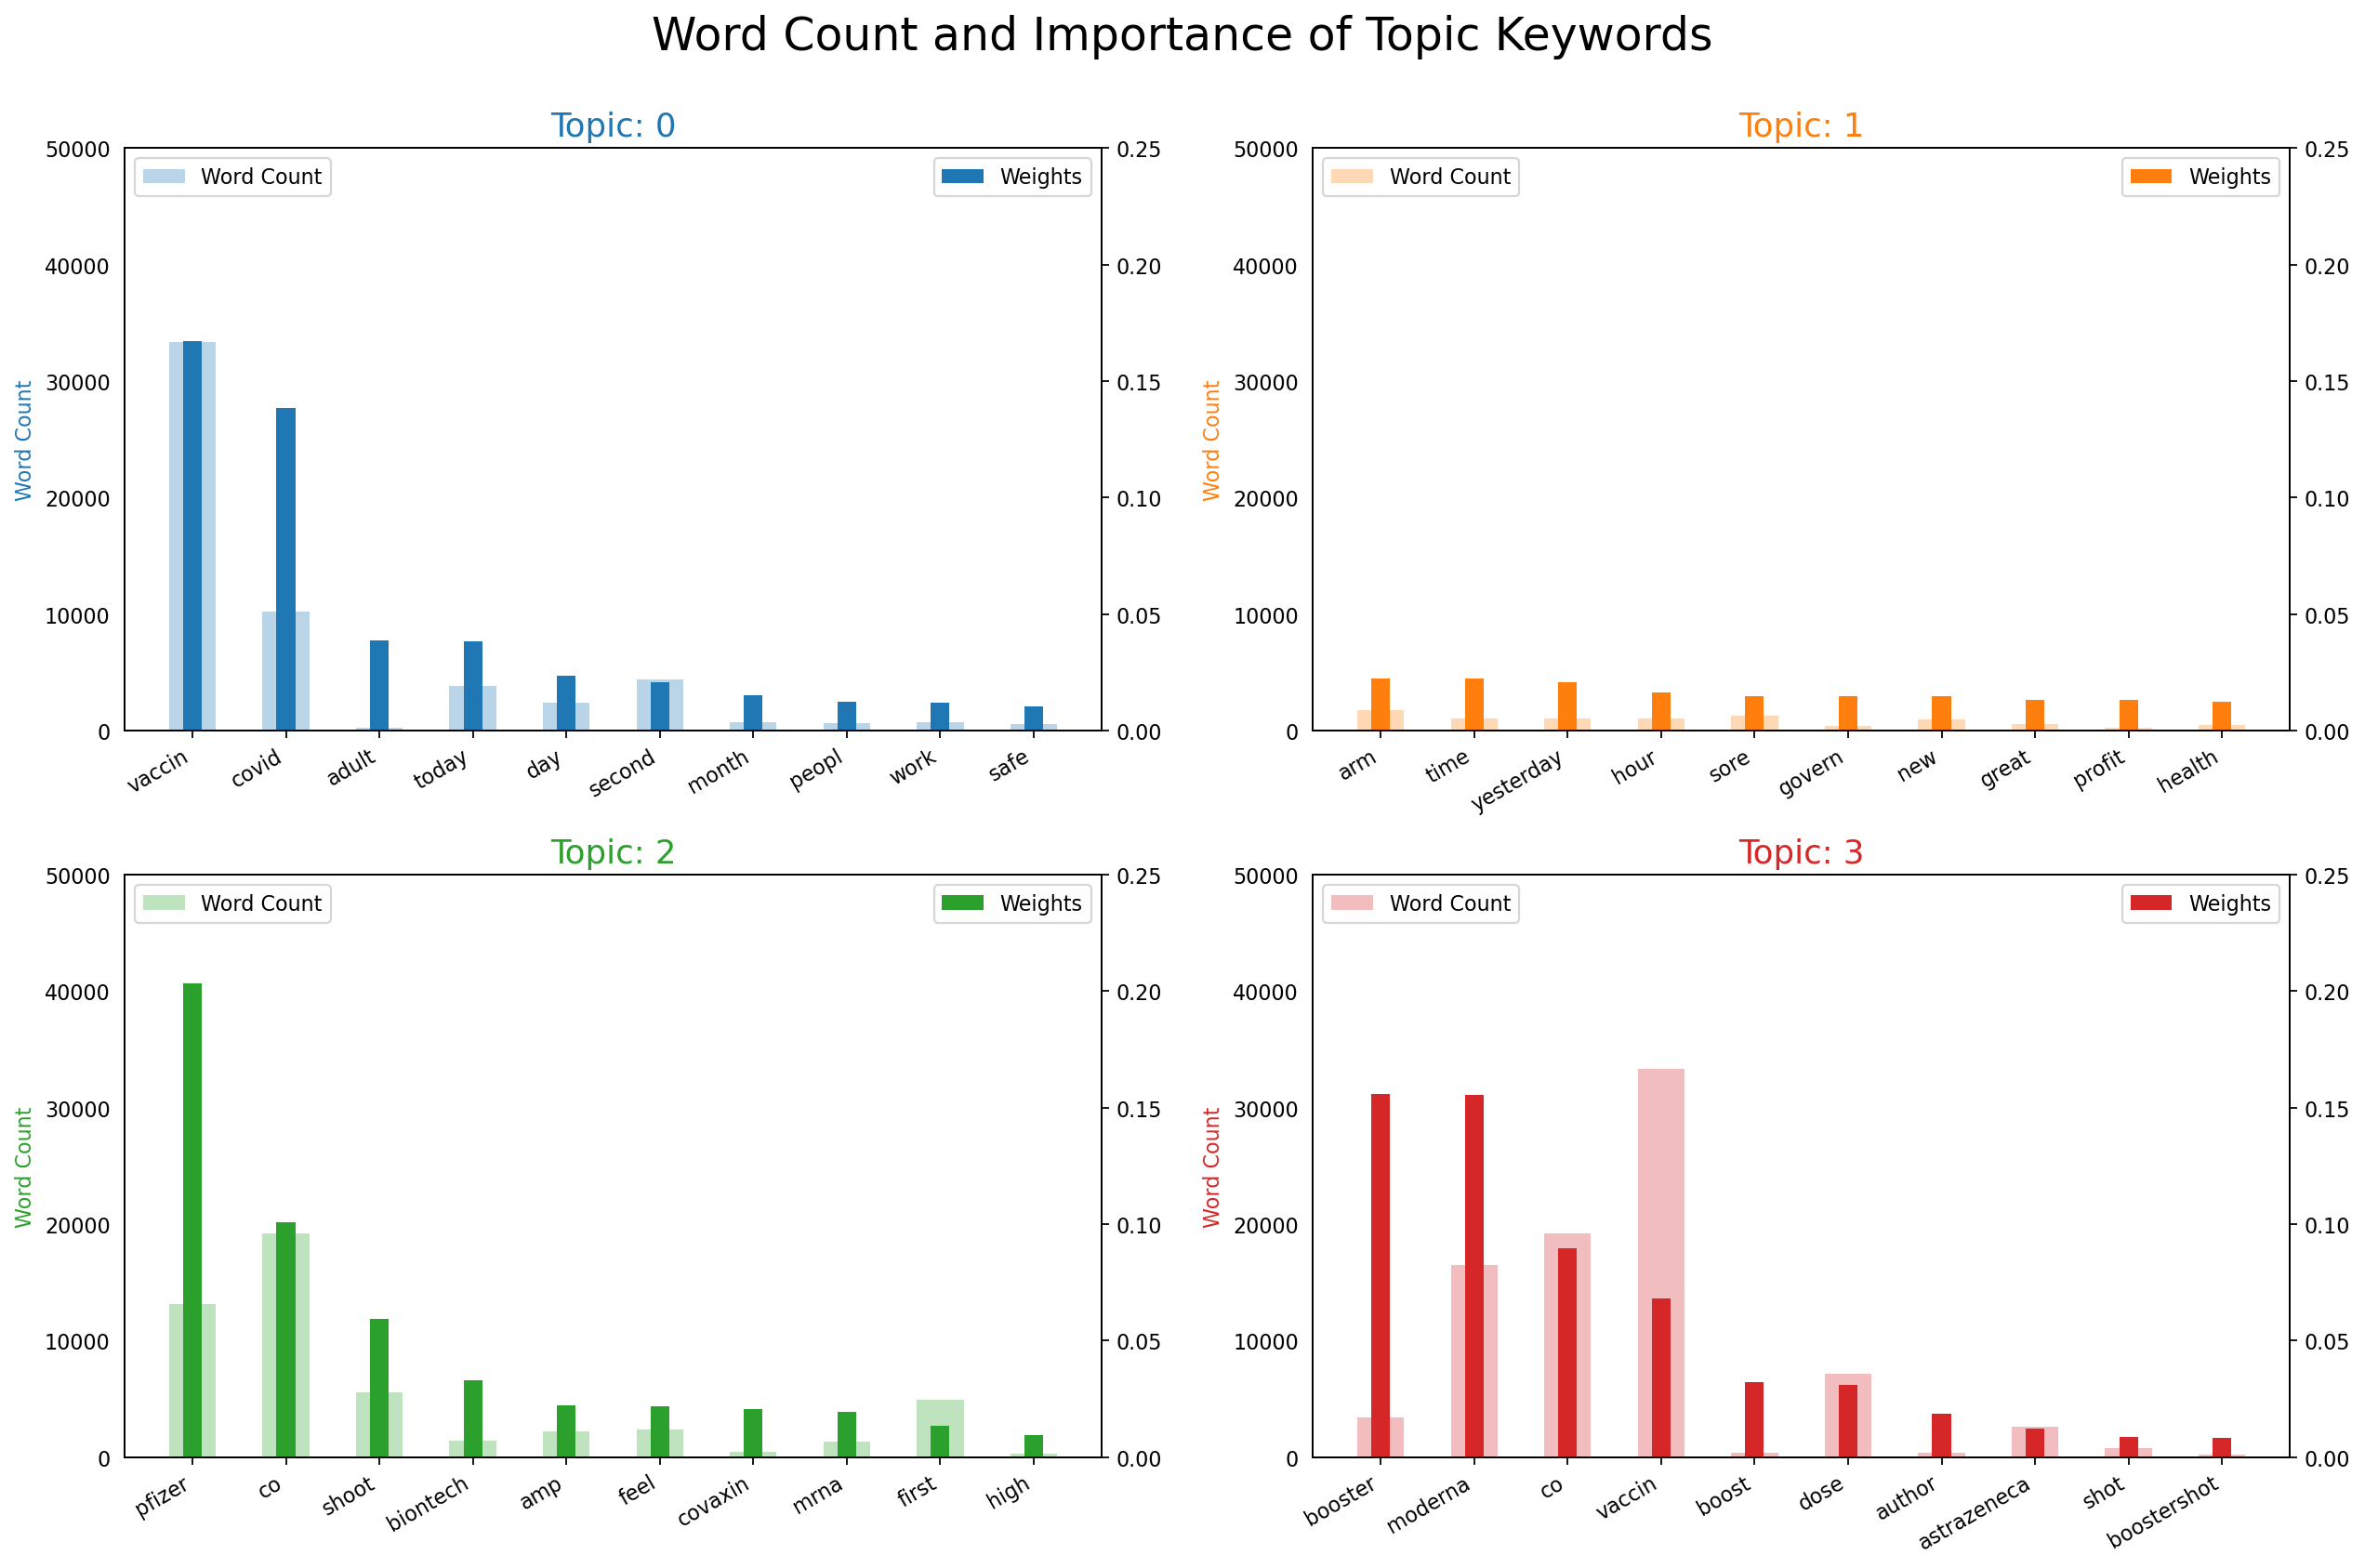 Word Count and Importance of Topic Keywords
Topic: 0
Word Count
Weights
Word Count
50000
40000
30000
20000
10000
0
0.25
0.20
0.15
0.10
0.05
0.00
vaccin
covid
adult
today
day
second
month
peopl
work
safe
Topic: 1
Word Count
Weights
Word Count
50000
40000
30000
20000
10000
0
0.25
0.20
0.15
0.10
0.05
0.00
arm
time
yesterday
hour
sore
govern
new
great
profit
health
Topic: 2
Word Count
Weights
Word Count
50000
40000
30000
20000
10000
0
0.25
0.20
0.15
0.10
0.05
0.00
pfizer
co
shoot
biontech
amp
feel
covaxin
mrna
first
high
Topic: 3
Word Count
Weights
Word Count
50000
40000
30000
20000
10000
0
0.25
0.20
0.15
0.10
0.05
0.00
booster
moderna
co
vaccin
boost
dose
author
astrazeneca
shot
boostershot